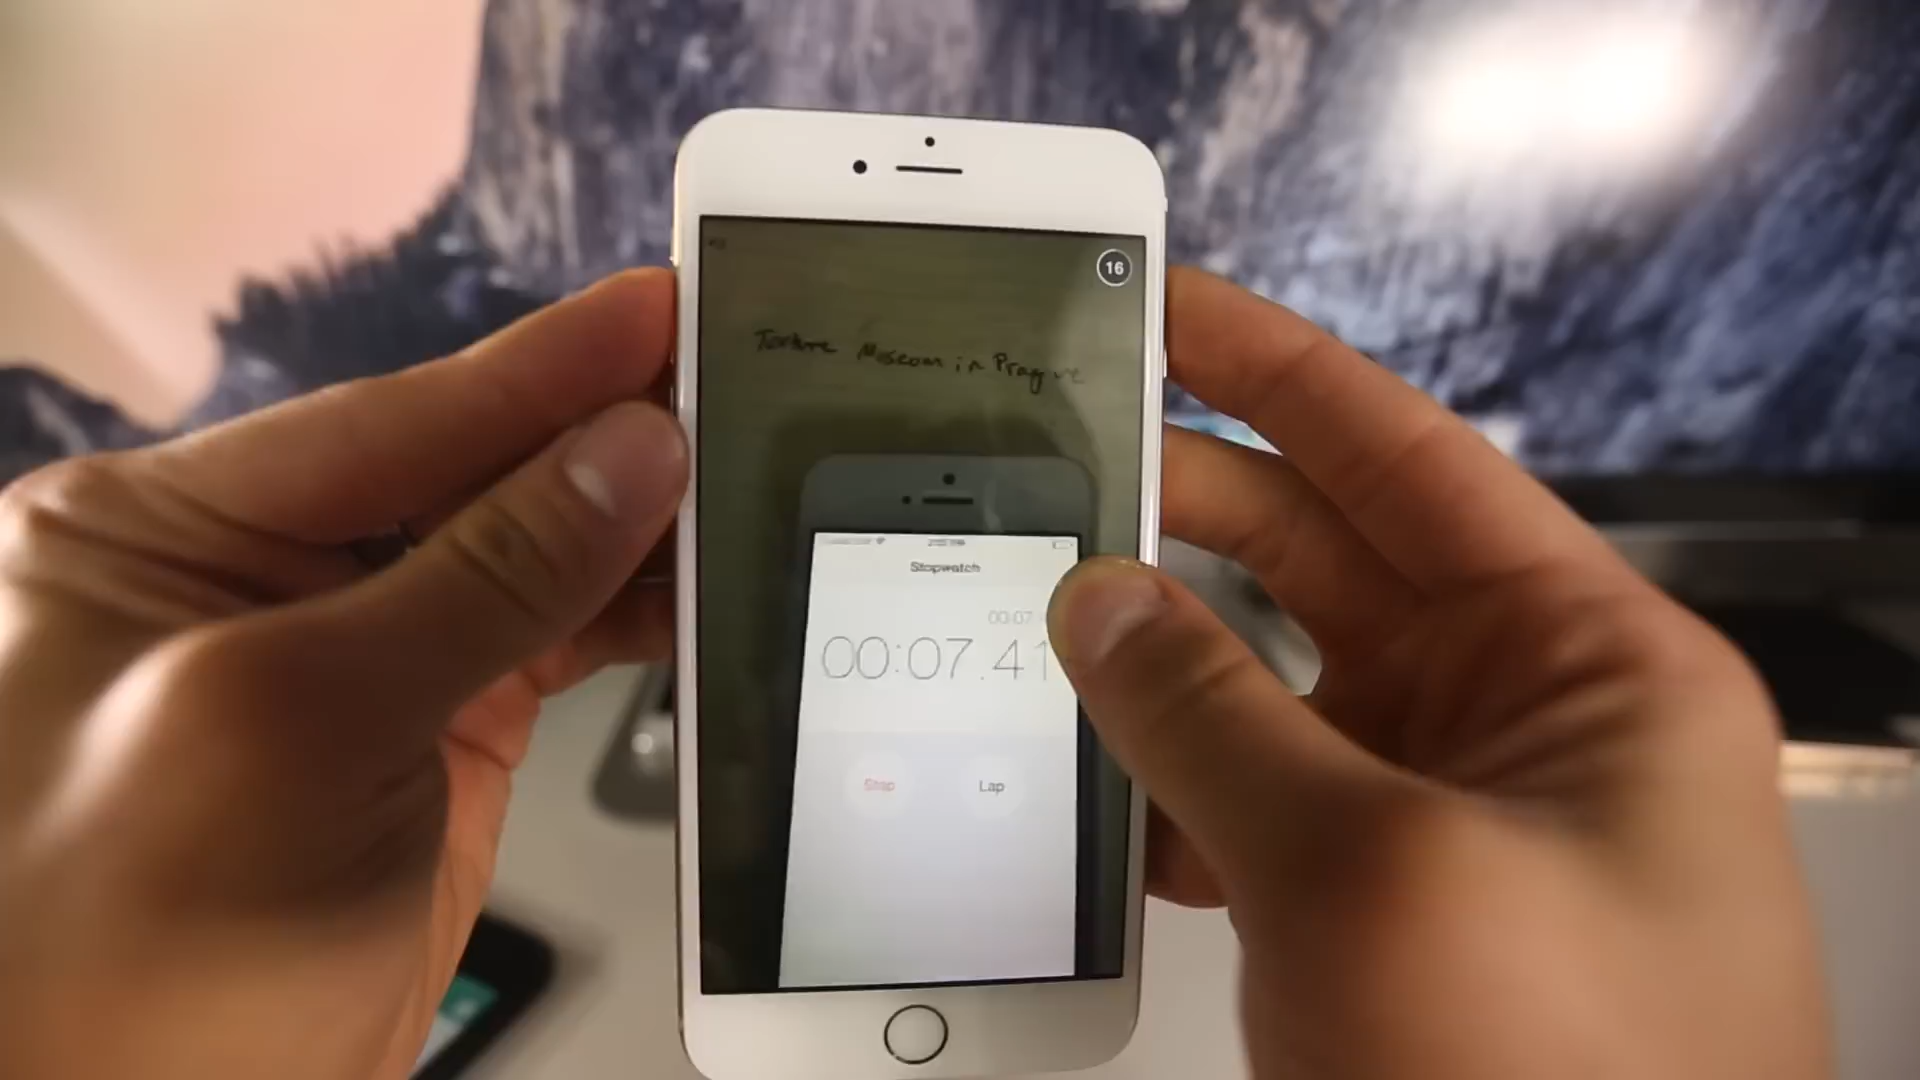 16
Torture Museum in Prague
Stopwatch
00:07
00:07.41
Stop
Lap